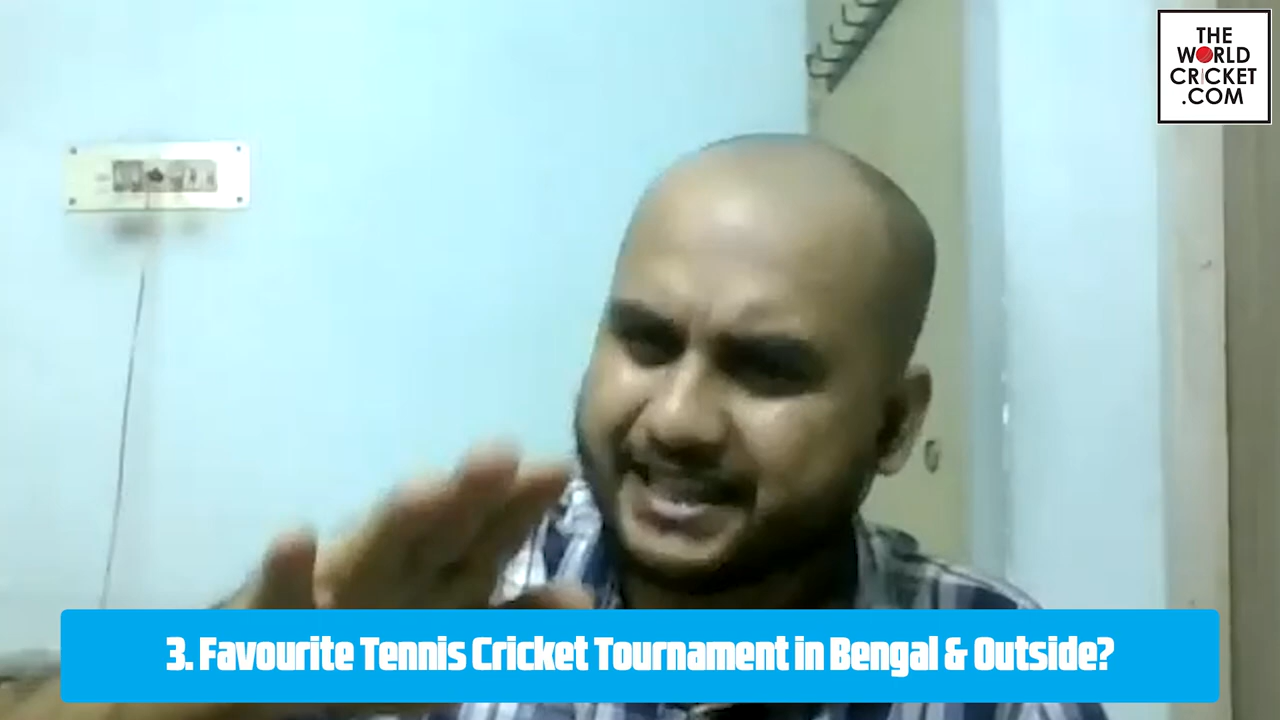 THE
WORLD
CRICKET
.COM
3. Favourite Tennis Cricket Tournament in Bengal & Outside?